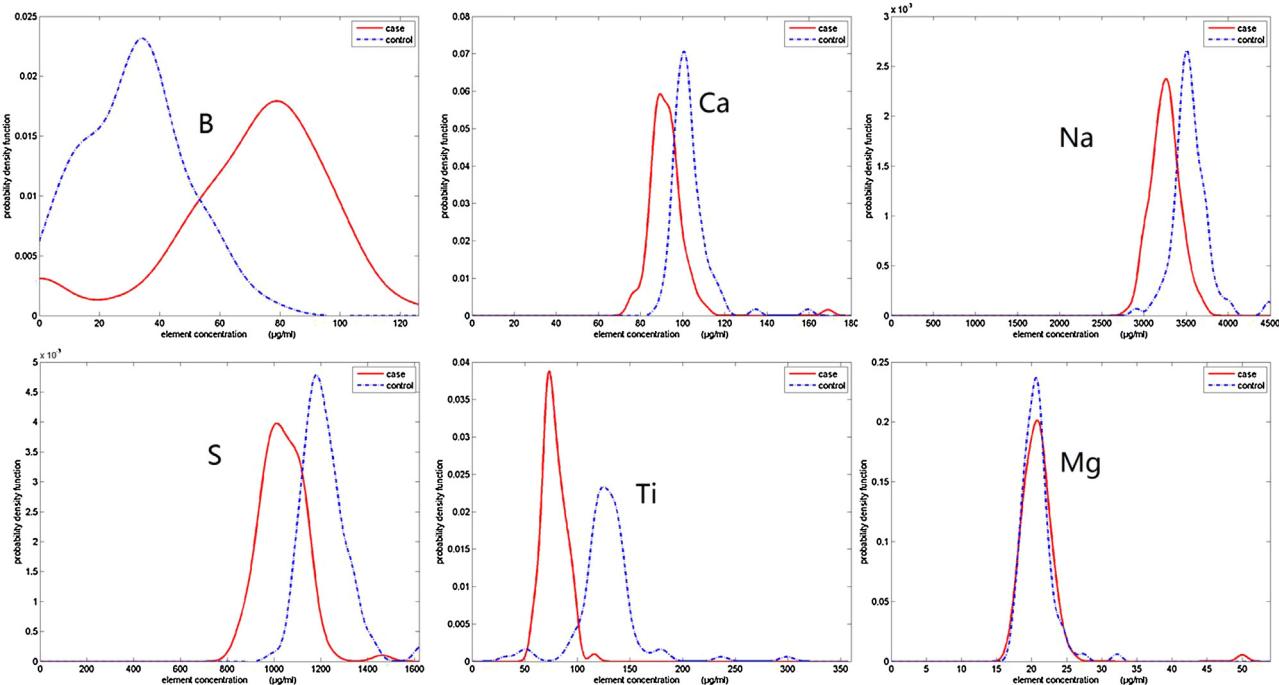 0.025
0.02
0.015
0.01
0.005
0
probability density function
case
control
B
0 20 40 60 80 100 120
element concentration (μg/ml)
0.08
0.07
0.06
0.05
0.04
0.03
0.02
0.01
0
probability density function
case
control
Ca
0 20 40 60 80 100 120 140 160 180
element concentration (μg/ml)
3 x 10³
2.5
2
1.5
1
0.5
0
probability density function
case
control
Na
0 500 1000 1500 2000 2500 3000 3500 4000 4500
element concentration (μg/ml)
5 x 10⁻³
4.5
4
3.5
3
2.5
2
1.5
1
0.5
0
probability density function
case
control
S
0 200 400 600 800 1000 1200 1400 1600
element concentration (μg/ml)
0.04
0.035
0.03
0.025
0.02
0.015
0.01
0.005
0
probability density function
case
control
Ti
0 50 100 150 200 250 300 350
element concentration (μg/ml)
0.25
0.2
0.15
0.1
0.05
0
probability density function
case
control
Mg
0 5 10 15 20 25 30 35 40 45 50
element concentration (μg/ml)